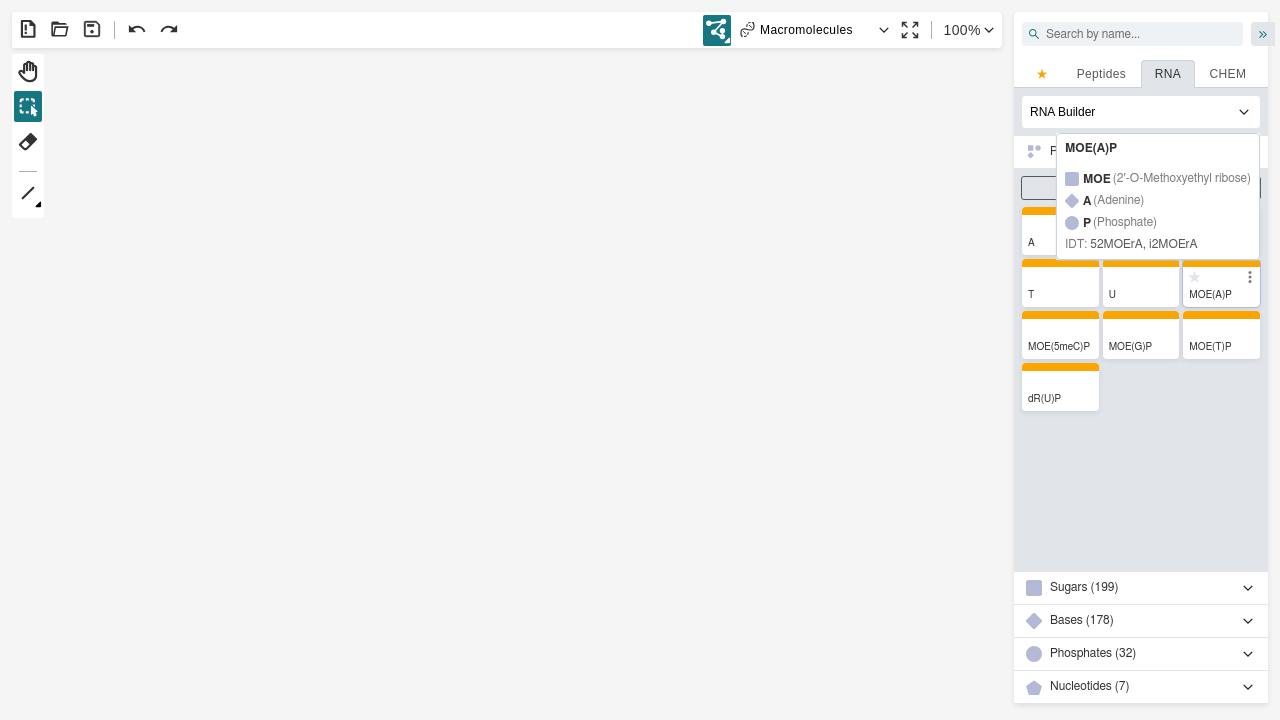 Macromolecules
100%
Search by name...
Peptides
RNA
CHEM
RNA Builder
MOE(A)P
MOE (2'-O-Methoxyethyl ribose)
A (Adenine)
P (Phosphate)
IDT: 52MOErA, i2MOErA
A
T
U
MOE(A)P
MOE(5meC)P
MOE(G)P
MOE(T)P
dR(U)P
Sugars (199)
Bases (178)
Phosphates (32)
Nucleotides (7)